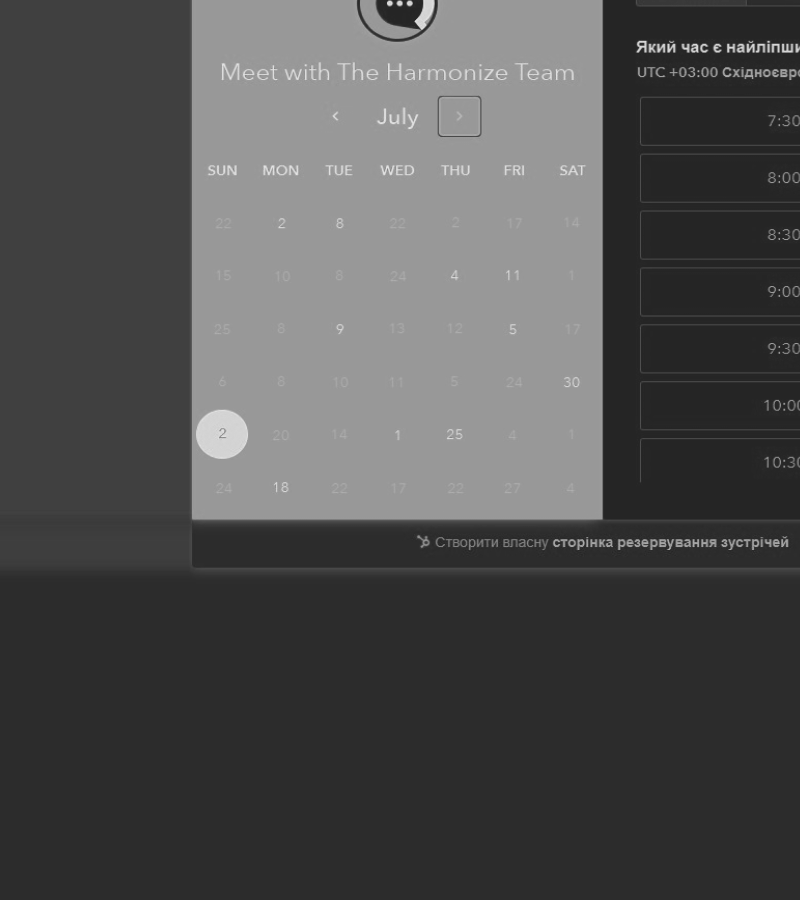 Meet with The Harmonize Team
July
SUN MON TUE WED THU FRI SAT
22 2 8 22 2 17 14
15 10 8 24 4 11 1
25 8 9 13 12 5 17
6 8 10 11 5 24 30
2 20 14 1 25 4 1
24 18 22 17 22 27 4
Який час є найліпши
UTC +03:00 Східноєвро
7:30
8:00
8:30
9:00
9:30
10:00
10:30
Створити власну сторінка резервування зустрічей